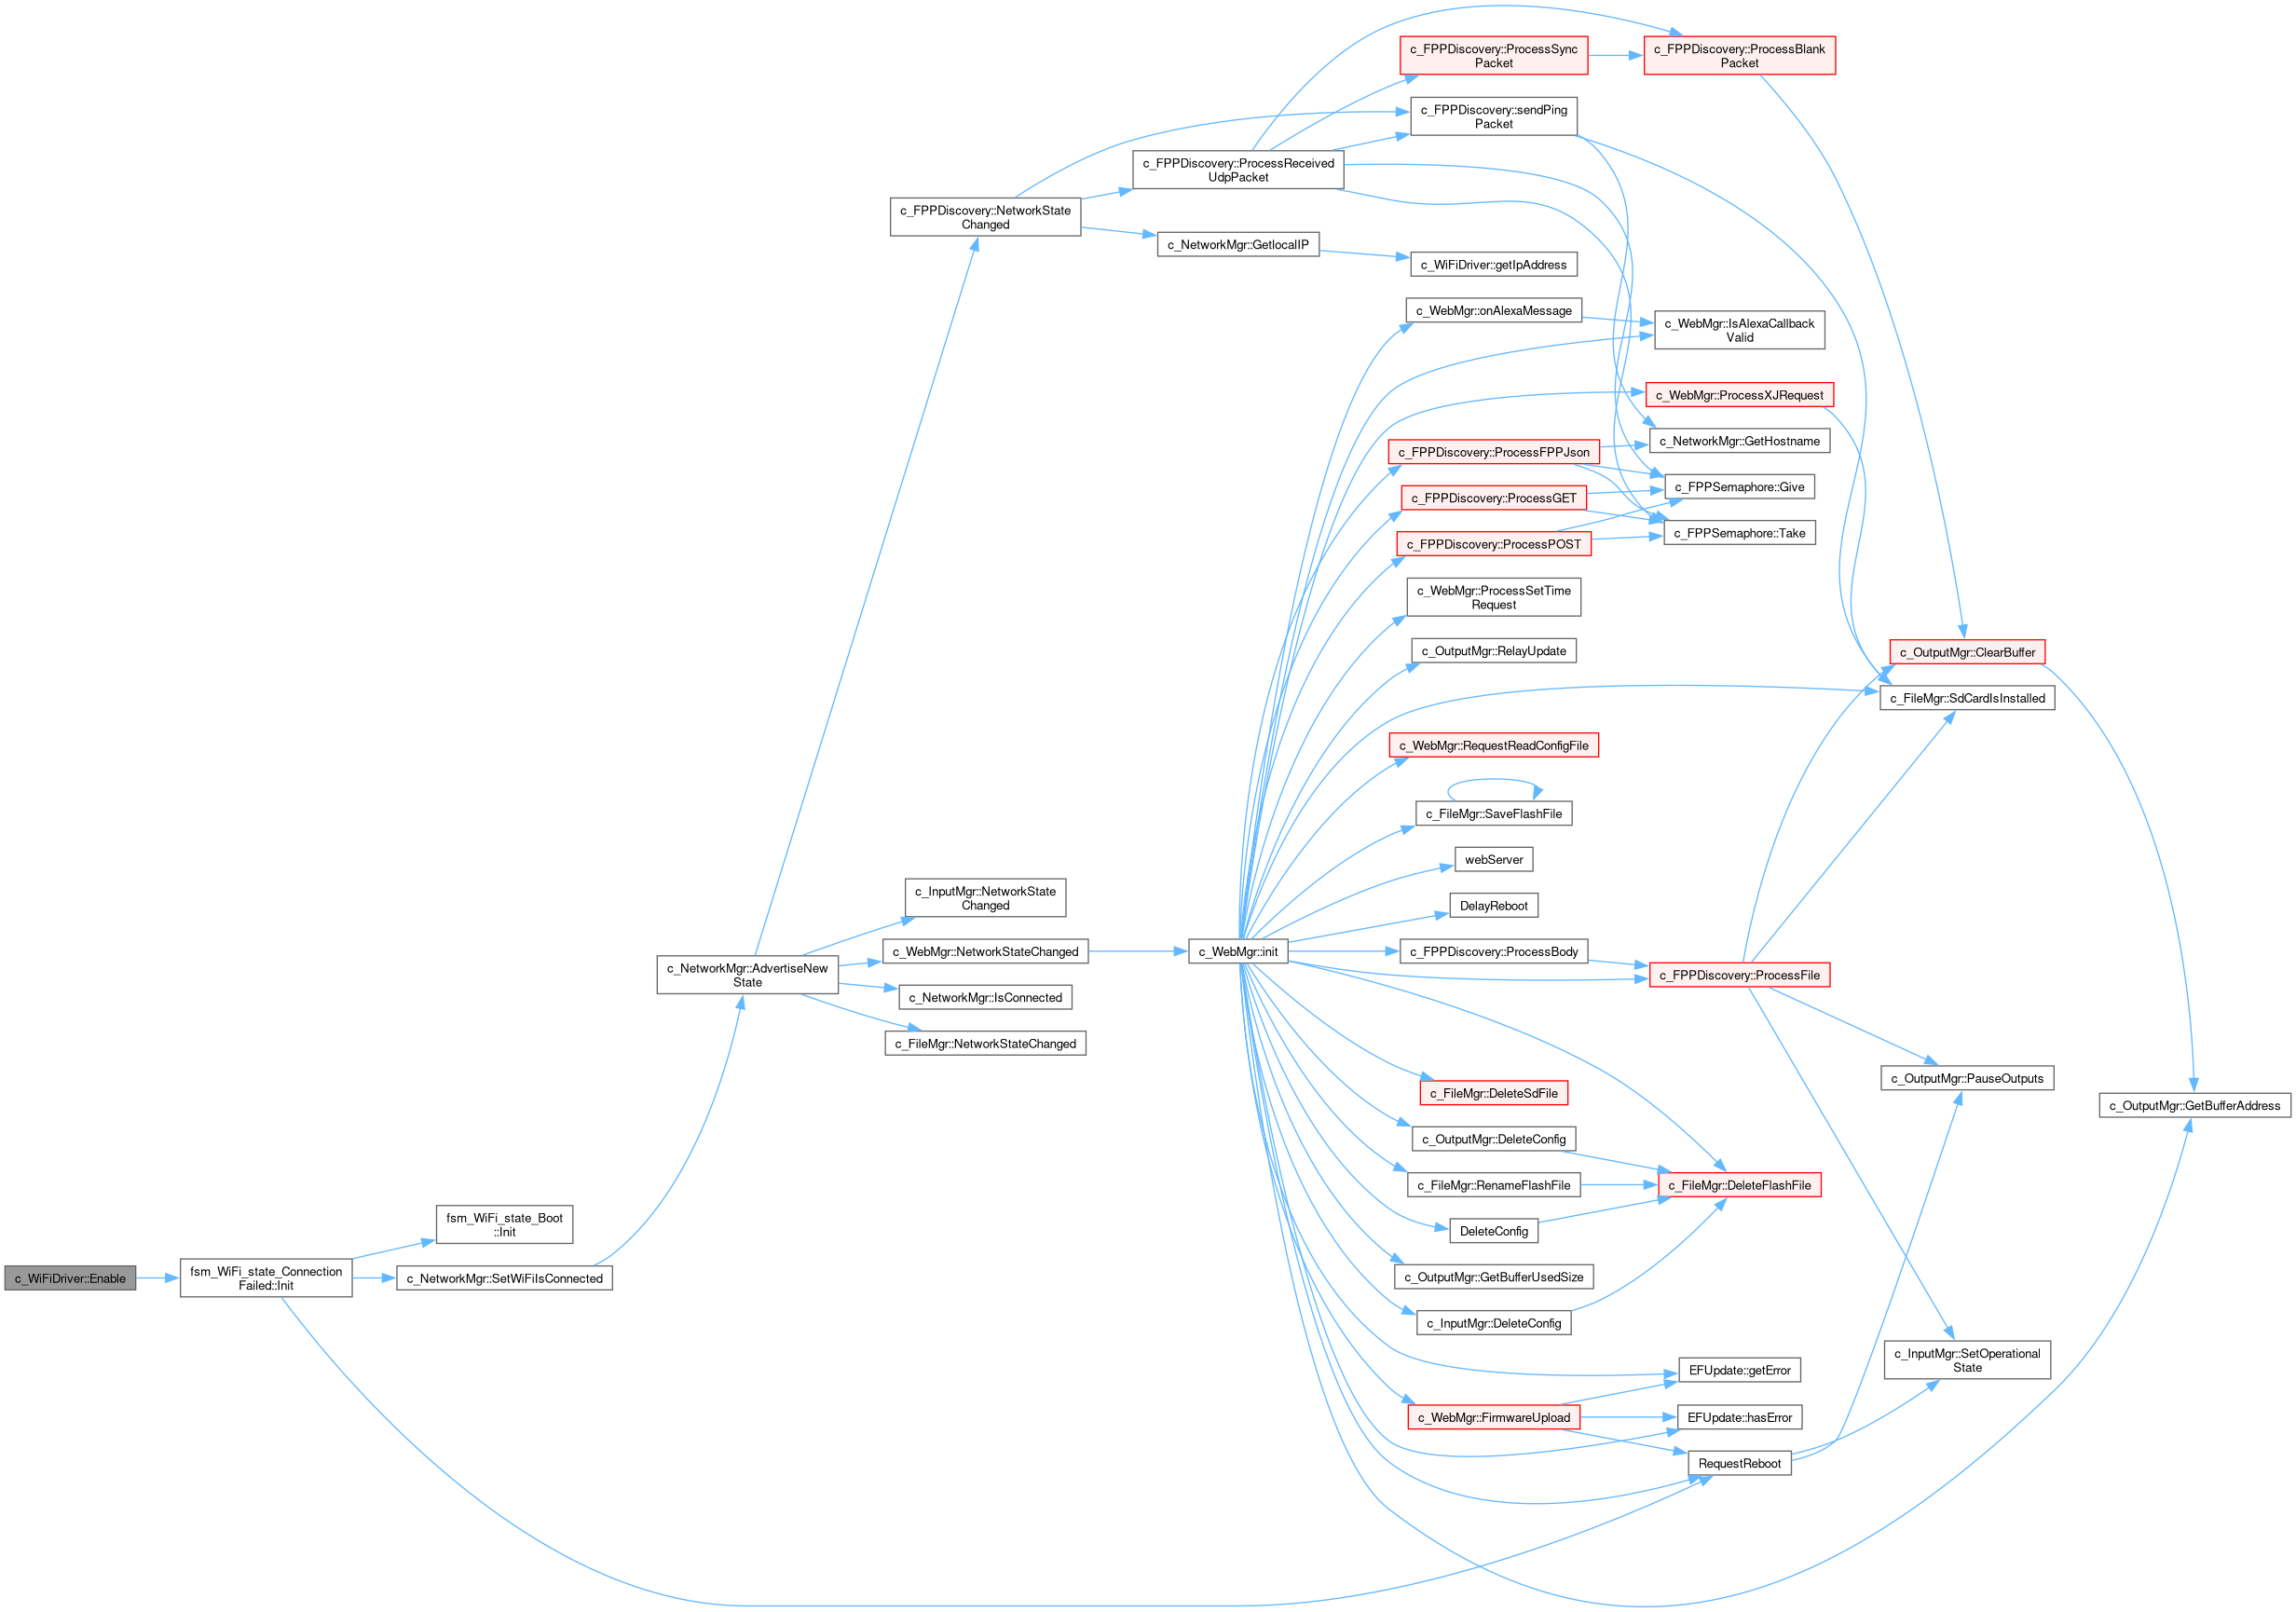 c_WiFiDriver::Enable
fsm_WiFi_state_Connection
Failed::Init
fsm_WiFi_state_Boot
::Init
c_NetworkMgr::SetWiFiIsConnected
c_NetworkMgr::AdvertiseNew
State
c_FPPDiscovery::NetworkState
Changed
c_InputMgr::NetworkState
Changed
c_WebMgr::NetworkStateChanged
c_NetworkMgr::IsConnected
c_FileMgr::NetworkStateChanged
c_FPPDiscovery::ProcessReceived
UdpPacket
c_NetworkMgr::GetlocalIP
c_WebMgr::init
c_FPPDiscovery::ProcessSync
Packet
c_FPPDiscovery::sendPing
Packet
c_WiFiDriver::getIpAddress
c_WebMgr::onAlexaMessage
c_FPPDiscovery::ProcessFPPJson
c_FPPDiscovery::ProcessGET
c_FPPDiscovery::ProcessPOST
c_WebMgr::ProcessSetTime
Request
c_OutputMgr::RelayUpdate
c_WebMgr::RequestReadConfigFile
c_FileMgr::SaveFlashFile
webServer
DelayReboot
c_FPPDiscovery::ProcessBody
c_FileMgr::DeleteSdFile
c_OutputMgr::DeleteConfig
c_FileMgr::RenameFlashFile
DeleteConfig
c_OutputMgr::GetBufferUsedSize
c_InputMgr::DeleteConfig
c_WebMgr::FirmwareUpload
c_FPPDiscovery::ProcessBlank
Packet
c_WebMgr::IsAlexaCallback
Valid
c_WebMgr::ProcessXJRequest
c_NetworkMgr::GetHostname
c_FPPSemaphore::Give
c_FPPSemaphore::Take
c_FPPDiscovery::ProcessFile
c_FileMgr::DeleteFlashFile
EFUpdate::getError
EFUpdate::hasError
RequestReboot
c_OutputMgr::ClearBuffer
c_FileMgr::SdCardIsInstalled
c_OutputMgr::PauseOutputs
c_InputMgr::SetOperational
State
c_OutputMgr::GetBufferAddress